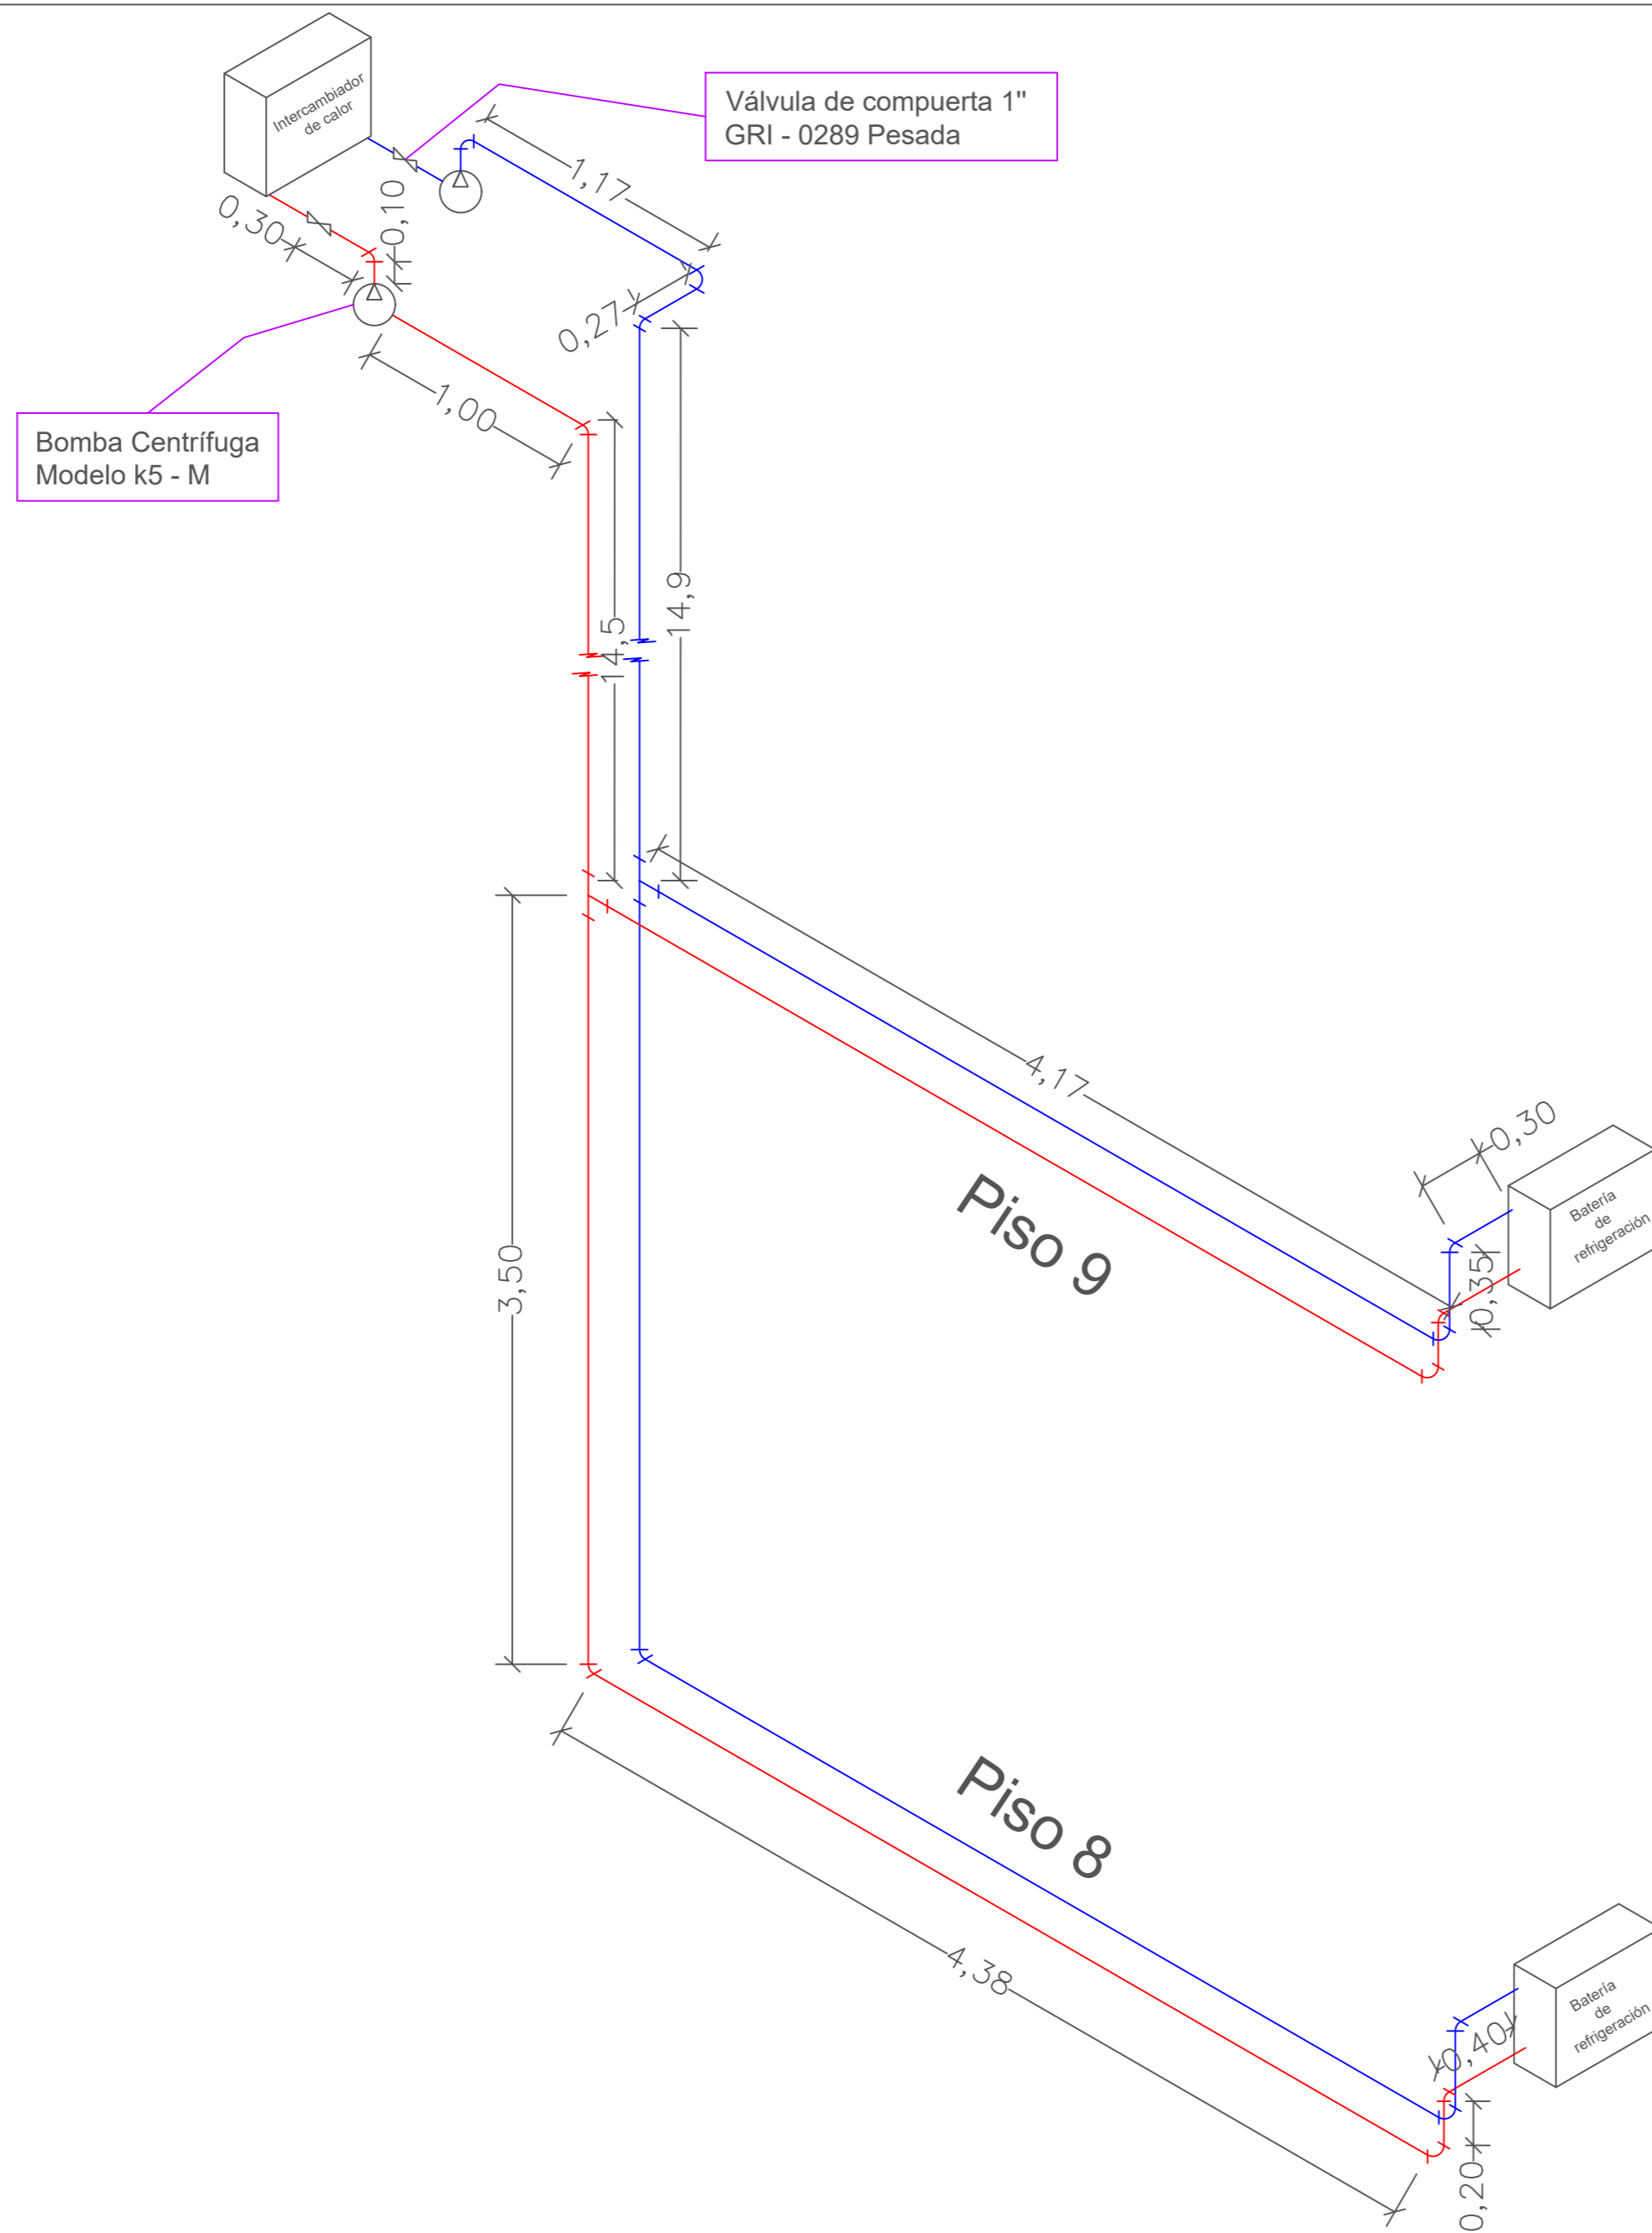 Intercambiador
de calor
Válvula de compuerta 1"
GRI - 0289 Pesada
1,17
0,10
0,30
0,27
1,00
Bomba Centrífuga
Modelo k5 - M
14,9
14,5
4,17
0,30
Batería
de
refrigeración
0,35
Piso 9
3,50
Piso 8
4,38
Batería
de
refrigeración
0,40
0,20